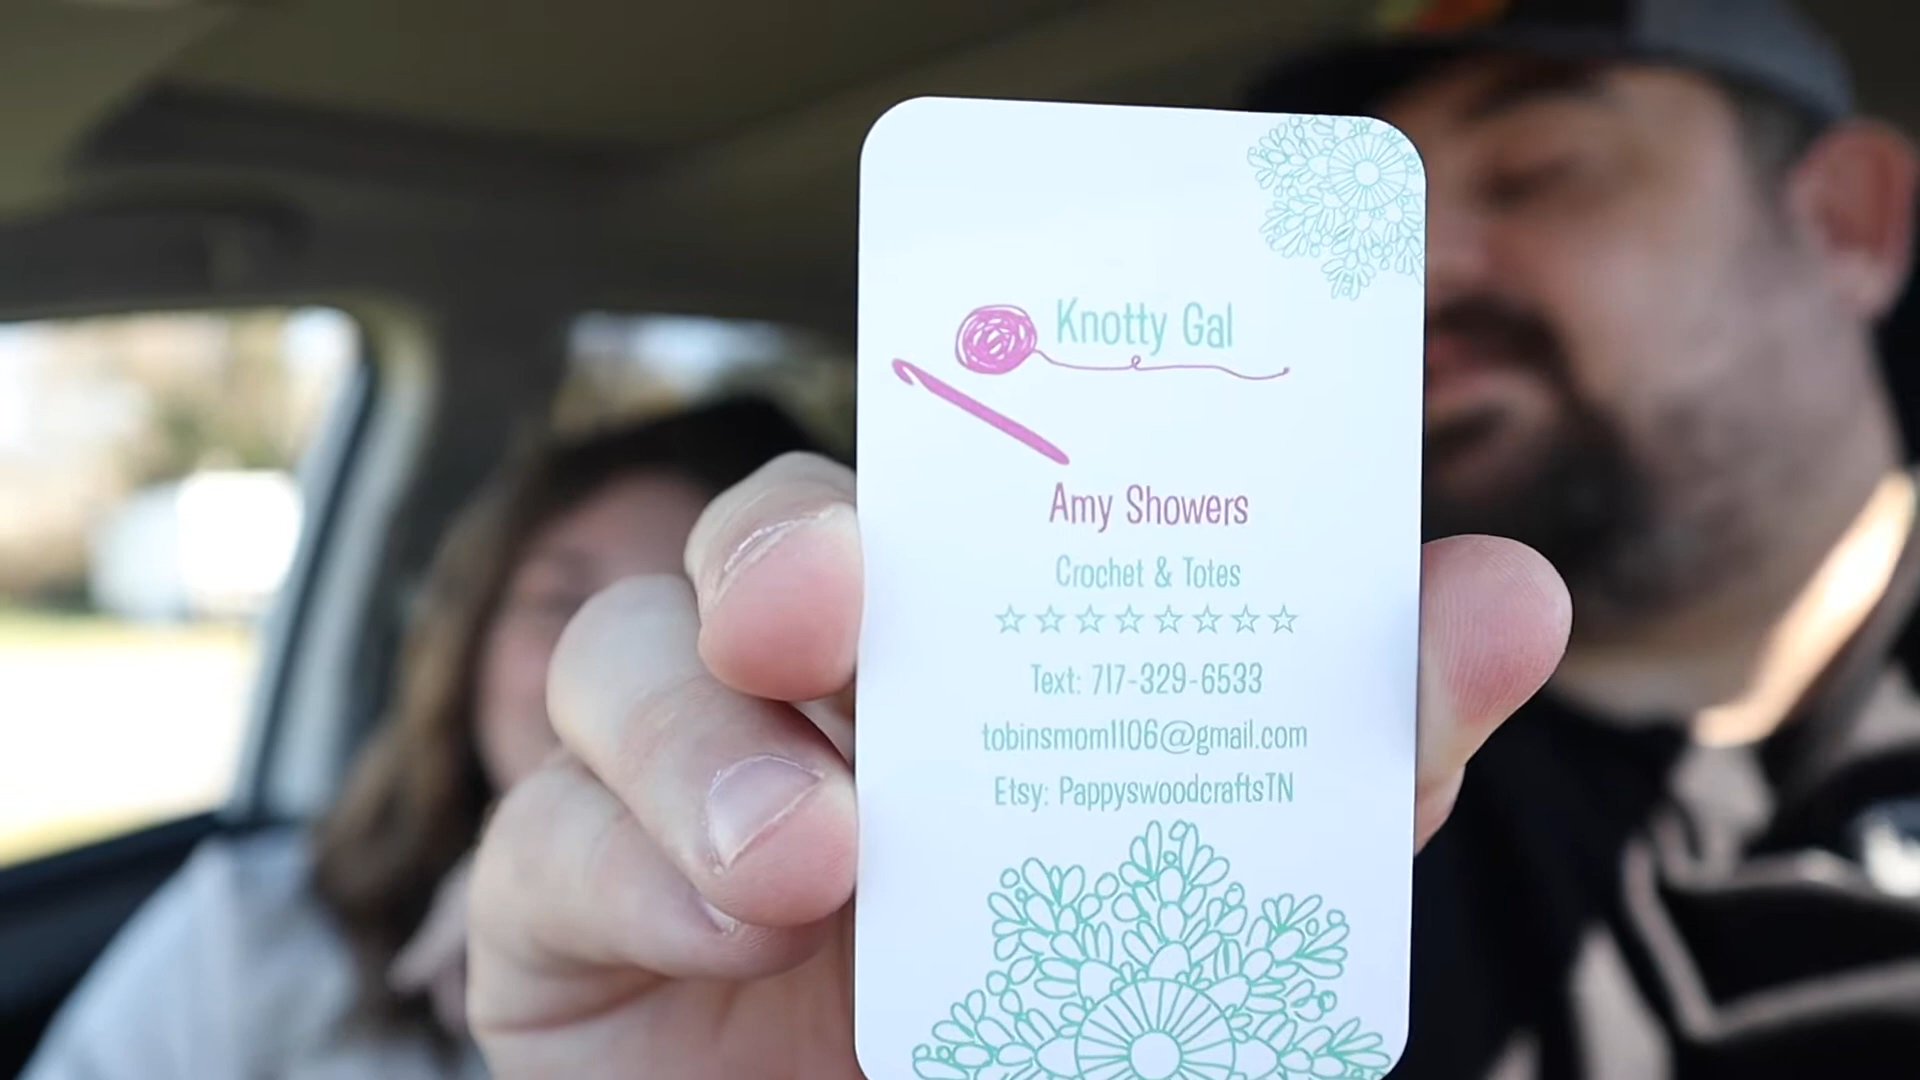 Knotty Gal
Amy Showers
Crochet & Totes
☆☆☆☆☆☆☆☆
Text: 717-329-6533
tobinsmom1106@gmail.com
Etsy: PappyswoodcraftsTN